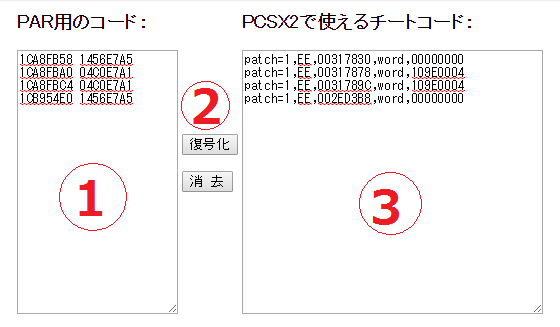 PAR用のコード:
1CA8FB58 1456E7A5
1CA8FBA0 04C0E7A1
1CA8FBC4 04C0E7A1
1CB954E0 1456E7A5
①
②
復号化
消 去
PCSX2で使えるチートコード:
patch=1,EE,00317830,word,00000000
patch=1,EE,00317878,word,109E0004
patch=1,EE,0031789C,word,109E0004
patch=1,EE,002ED3B8,word,00000000
③